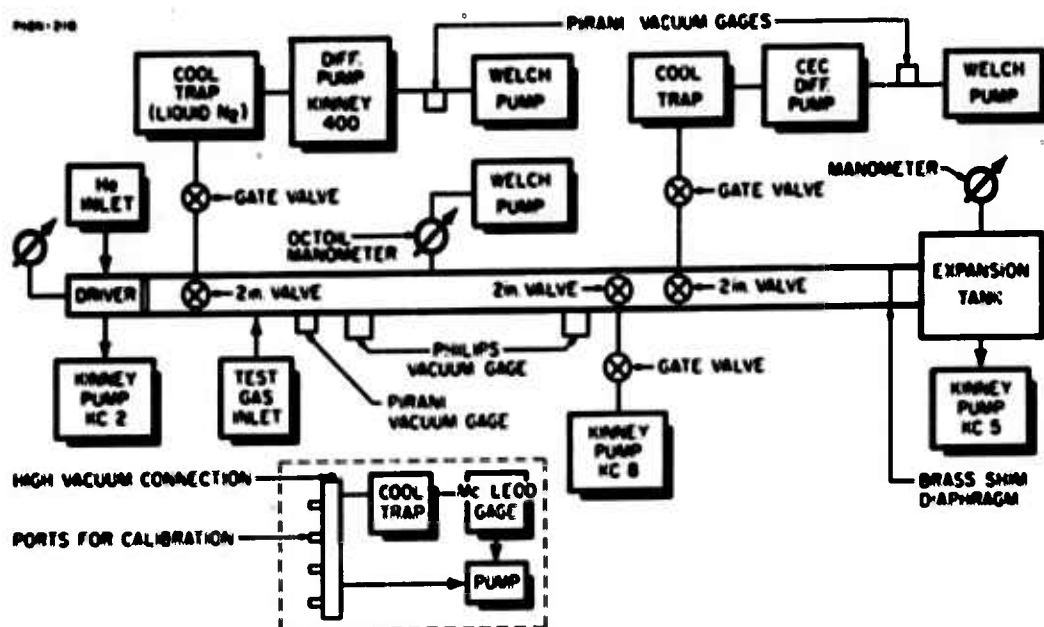 PIRANI VACUUM GAGES
COOL
TRAP
(LIQUID N2)
DIFF.
PUMP
KINNEY
400
WELCH
PUMP
COOL
TRAP
CEC
DIFF.
PUMP
WELCH
PUMP
He
INLET
GATE VALVE
WELCH
PUMP
GATE VALVE
MANOMETER
OCTOIL
MANOMETER
DRIVER
2in. VALVE
2in. VALVE
2in. VALVE
EXPANSION
TANK
KINNEY
PUMP
KC 2
TEST
GAS
INLET
PHILIPS
VACUUM GAGE
PIRANI
VACUUM GAGE
GATE VALVE
KINNEY
PUMP
KC 8
KINNEY
PUMP
KC 5
BRASS SHIM
DIAPHRAGM
HIGH VACUUM CONNECTION
COOL
TRAP
Mc LEOD
GAGE
PORTS FOR CALIBRATION
PUMP